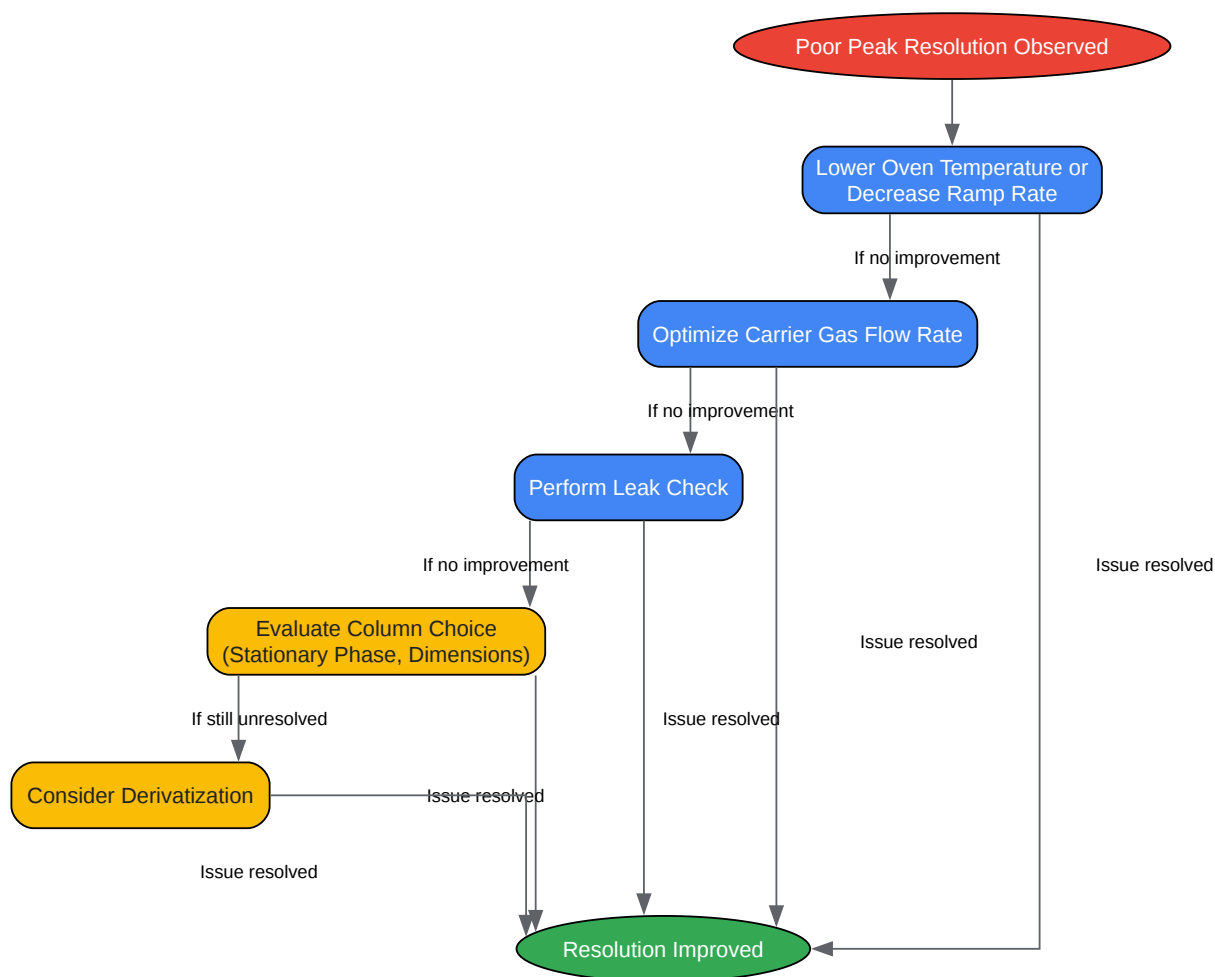 Poor Peak Resolution Observed
Lower Oven Temperature or
Decrease Ramp Rate
If no improvement
Optimize Carrier Gas Flow Rate
If no improvement
Perform Leak Check
If no improvement
Issue resolved
Evaluate Column Choice
(Stationary Phase, Dimensions)
Issue resolved
If still unresolved
Issue resolved
Consider Derivatization
Issue resolved
Issue resolved
Resolution Improved